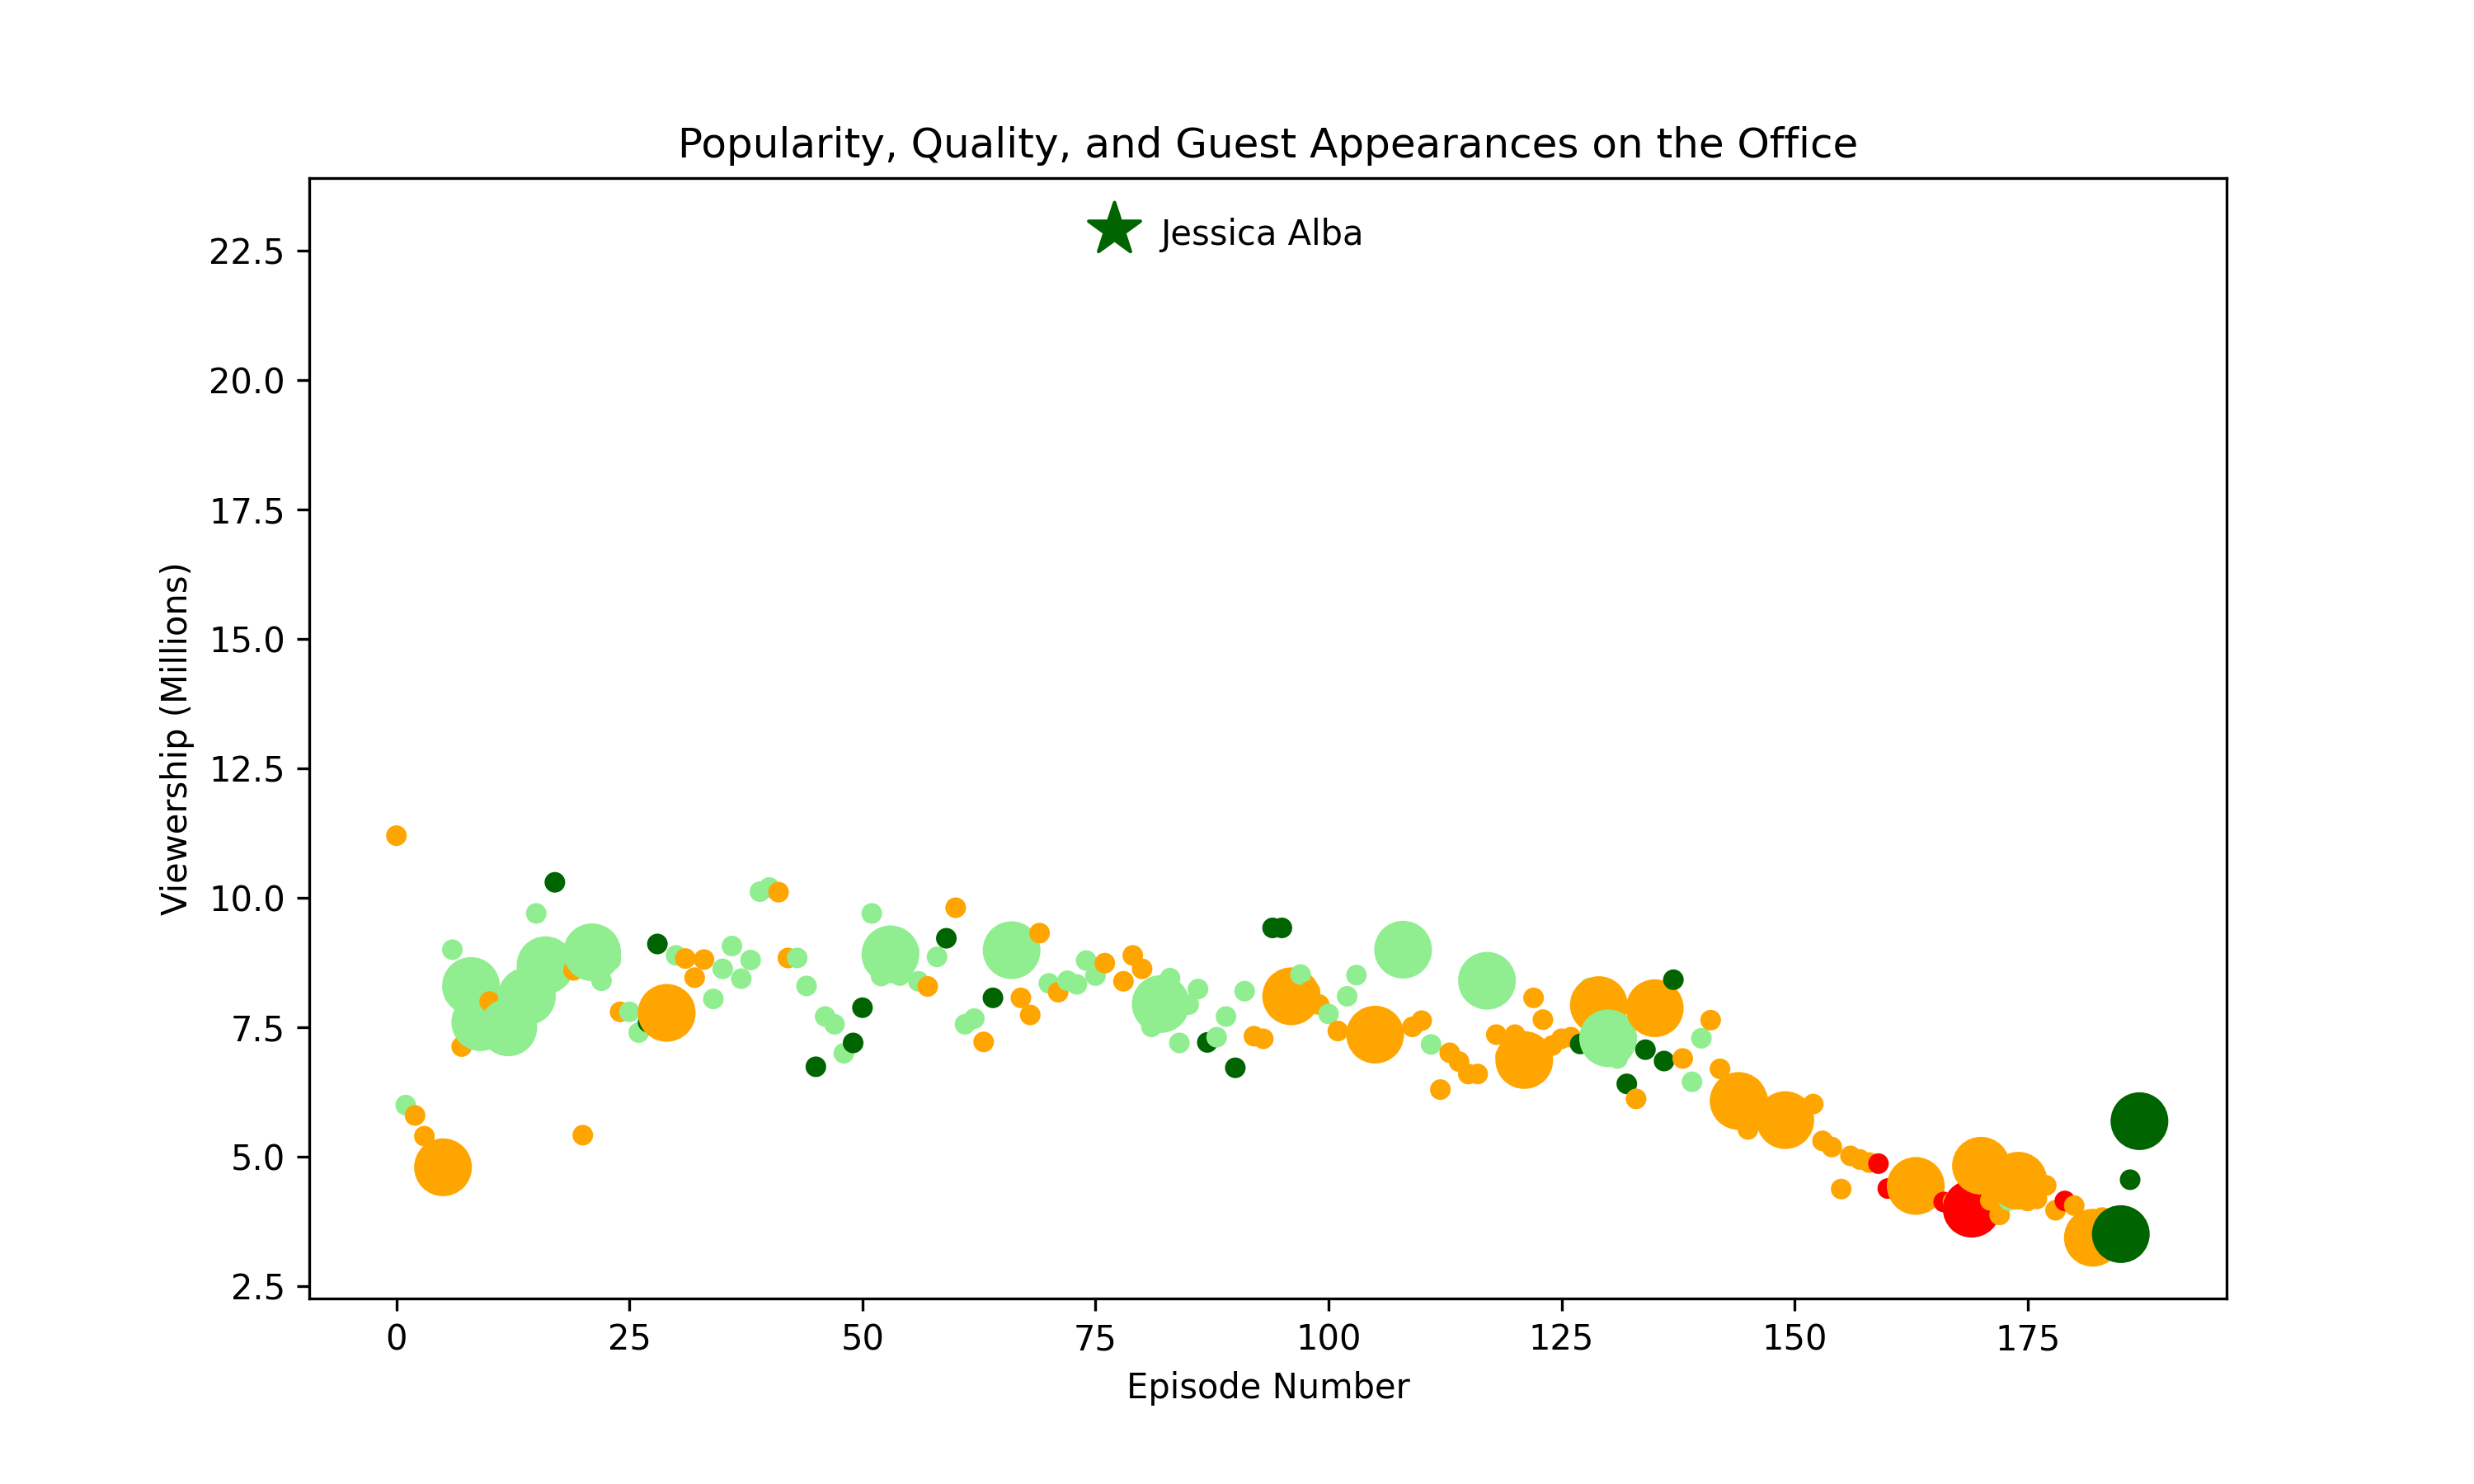 Popularity, Quality, and Guest Appearances on the Office
Jessica Alba
Viewership (Millions)
22.5
20.0
17.5
15.0
12.5
10.0
7.5
5.0
2.5
0 25 50 75 100 125 150 175
Episode Number